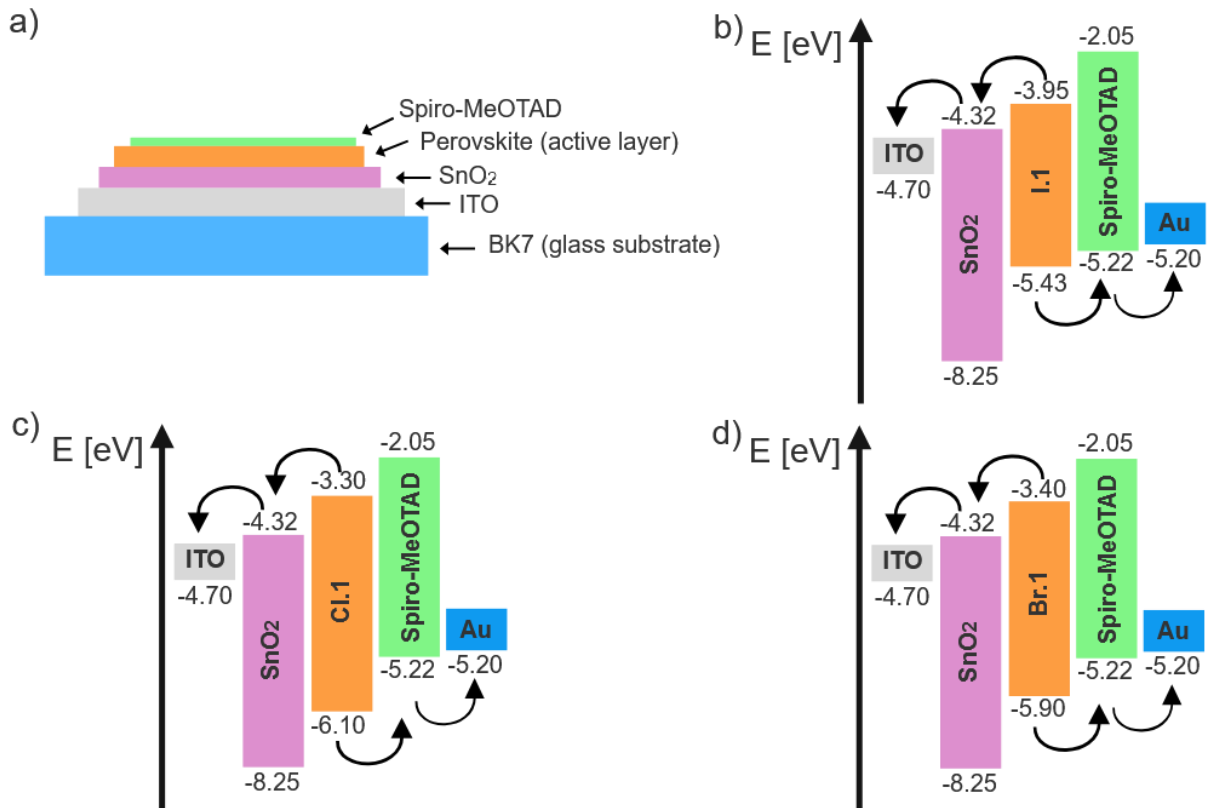 a)
Spiro-MeOTAD
Perovskite (active layer)
SnO2
ITO
BK7 (glass substrate)
b)
E [eV]
-2.05
-3.95
-4.32
ITO
-4.70
SnO2
I.1
Spiro-MeOTAD
Au
-5.22
-5.20
-5.43
-8.25
c)
E [eV]
-2.05
-3.30
-4.32
ITO
-4.70
SnO2
Cl.1
Spiro-MeOTAD
Au
-5.22
-5.20
-6.10
-8.25
d)
E [eV]
-2.05
-3.40
-4.32
ITO
-4.70
SnO2
Br.1
Spiro-MeOTAD
Au
-5.22
-5.20
-5.90
-8.25